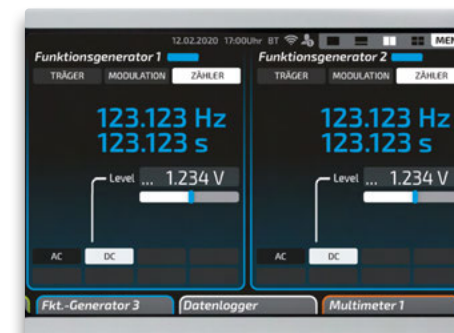 12.02.2020 17:00Uhr BT MEN
Funktionsgenerator 1
TRÄGER MODULATION ZÄHLER
123.123 Hz
123.123 s
Level ... 1.234 V
AC DC
Funktionsgenerator 2
TRÄGER MODULATION ZÄHLER
123.123 Hz
123.123 s
Level ... 1.234 V
AC DC
Fkt.-Generator 3 Datenlogger Multimeter 1